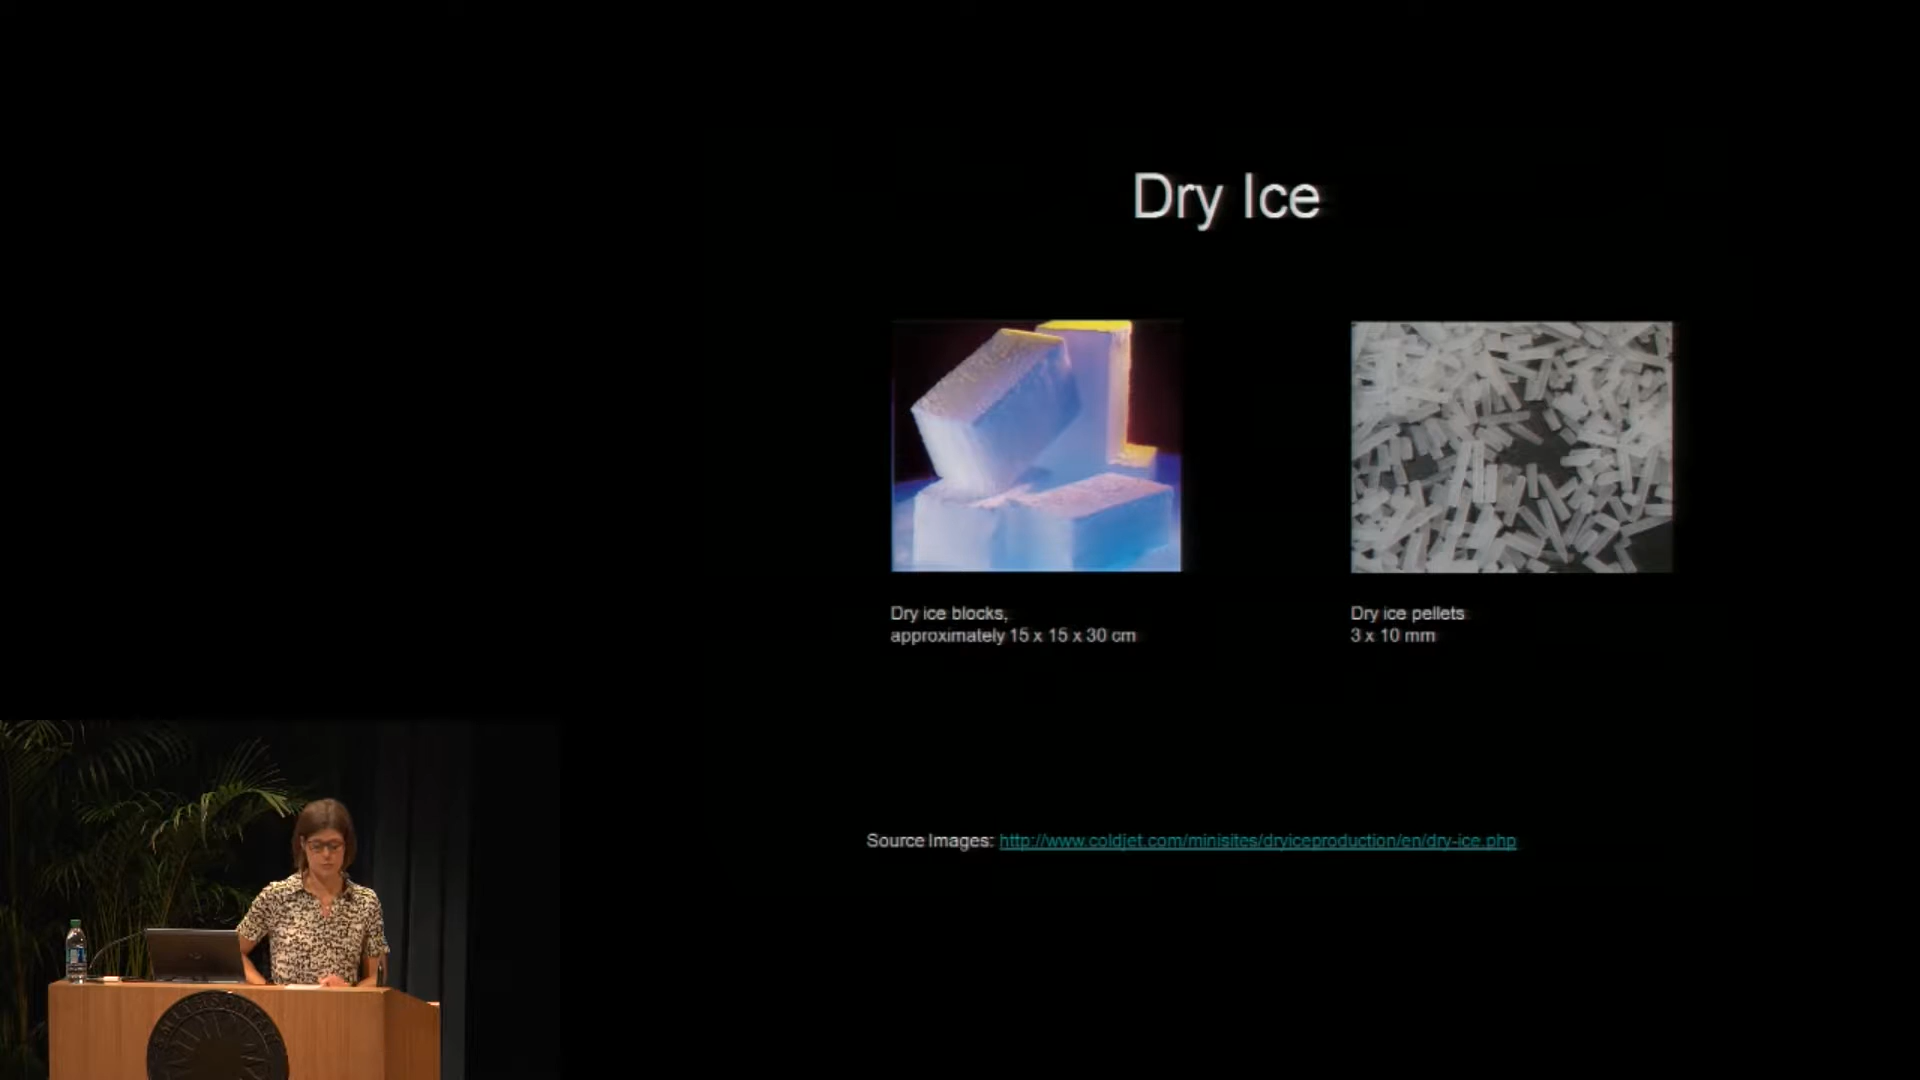 Dry Ice
Dry ice blocks,
approximately 15 x 15 x 30 cm
Dry ice pellets
3 x 10 mm
Source Images: http://www.coldjet.com/minisites/dryiceproduction/en/dry-ice.php